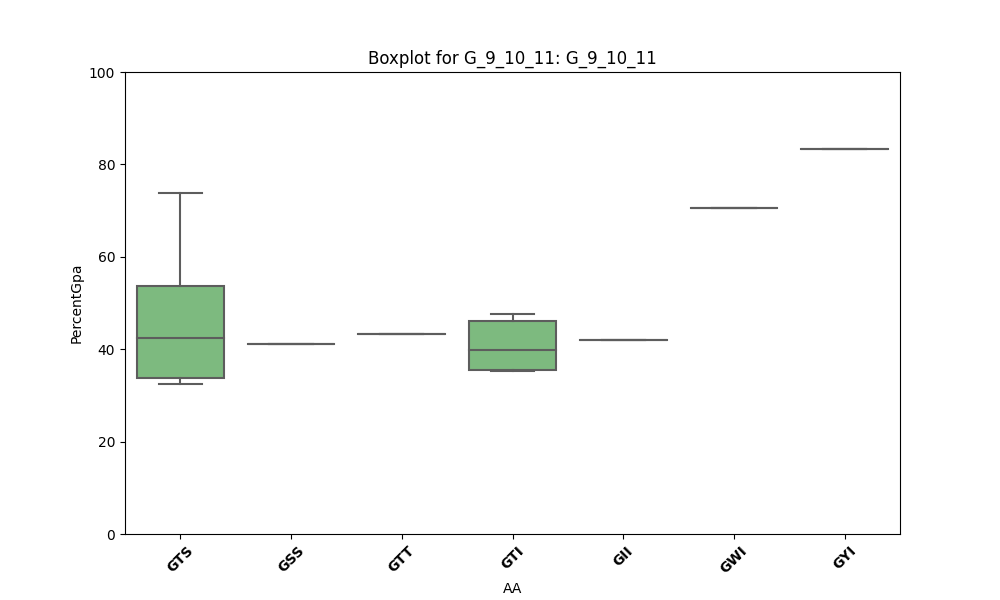 Boxplot for G_9_10_11: G_9_10_11
100
80
60
40
20
0
PercentGpa
GTS
GSS
GTT
GTI
GII
GWI
GYI
AA